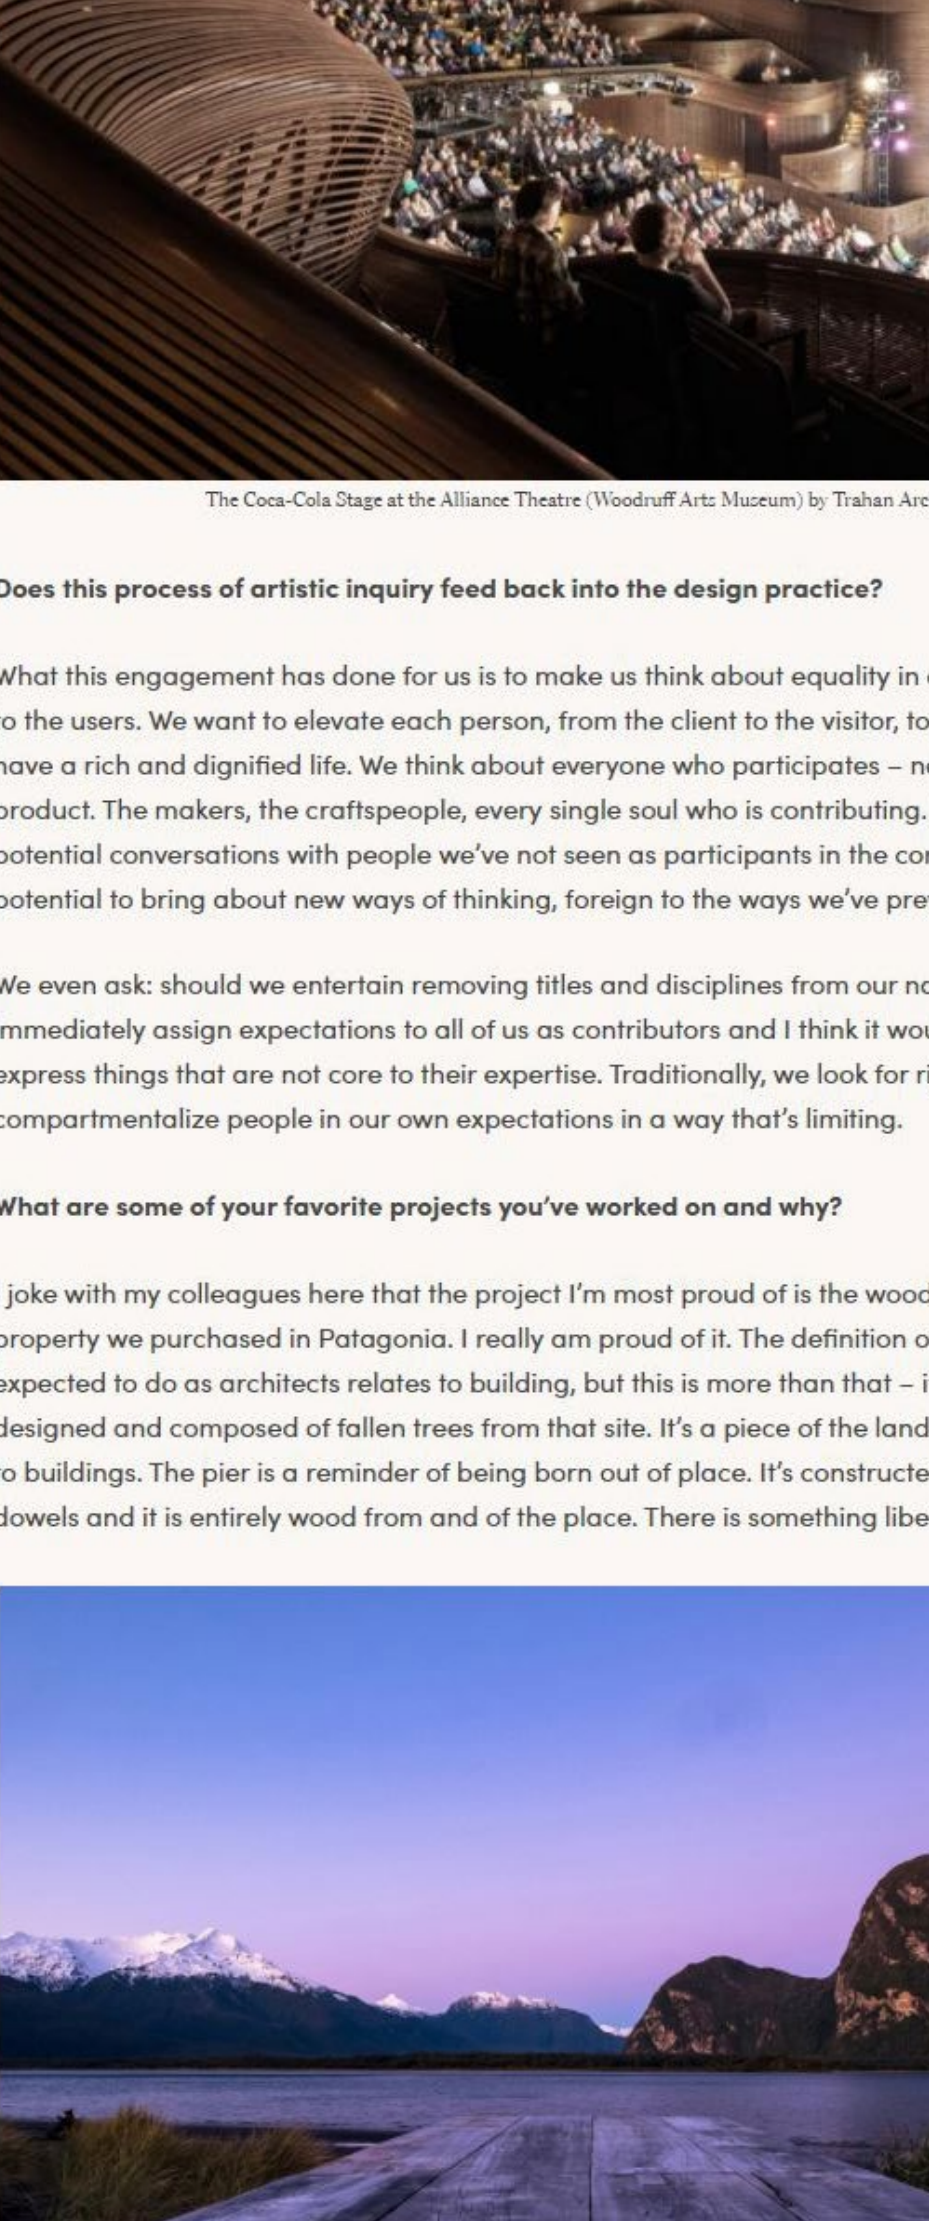 The Coca-Cola Stage at the Alliance Theatre (Woodruff Arts Museum) by Trahan Arc
Does this process of artistic inquiry feed back into the design practice?
What this engagement has done for us is to make us think about equality in
to the users. We want to elevate each person, from the client to the visitor, to
have a rich and dignified life. We think about everyone who participates – n
product. The makers, the craftspeople, every single soul who is contributing.
potential conversations with people we've not seen as participants in the co
potential to bring about new ways of thinking, foreign to the ways we've pre
We even ask: should we entertain removing titles and disciplines from our n
immediately assign expectations to all of us as contributors and I think it wou
express things that are not core to their expertise. Traditionally, we look for ri
compartmentalize people in our own expectations in a way that's limiting.
What are some of your favorite projects you've worked on and why?
joke with my colleagues here that the project I'm most proud of is the wood
property we purchased in Patagonia. I really am proud of it. The definition o
expected to do as architects relates to building, but this is more than that – i
designed and composed of fallen trees from that site. It's a piece of the land
to buildings. The pier is a reminder of being born out of place. It's constructe
dowels and it is entirely wood from and of the place. There is something libe